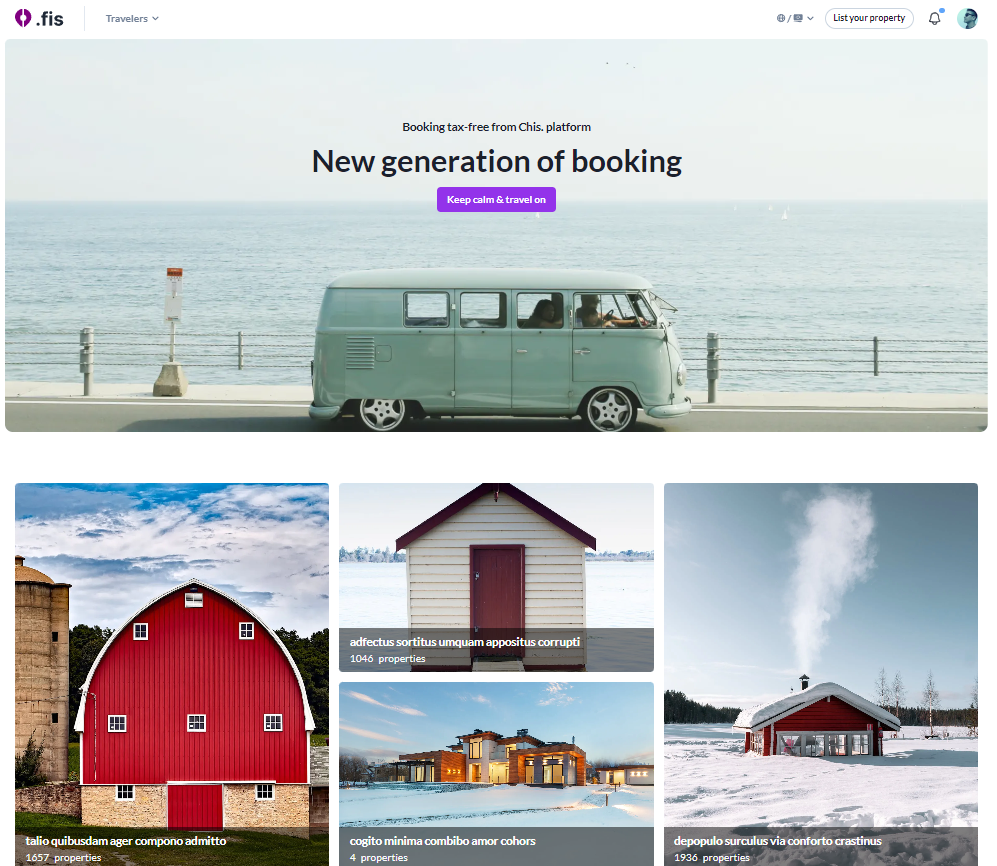 .fis
Travelers
/
List your property
Booking tax-free from Chis. platform
New generation of booking
Keep calm & travel on
adfectus sortitus umquam appositus corrupti
1046 properties
talio quibusdam ager compono admitto
1657 properties
cogito minima combibo amor cohors
4 properties
depopulo surculus via conforto crastinus
1936 properties